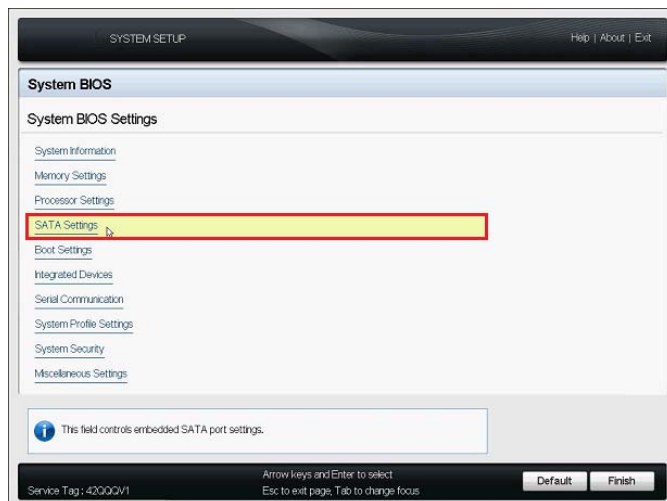 SYSTEM SETUP
Help | About | Exit
System BIOS
System BIOS Settings
System Information
Memory Settings
Processor Settings
SATA Settings
Boot Settings
Integrated Devices
Serial Communication
System Profile Settings
System Security
Miscellaneous Settings
This field controls embedded SATA port settings.
Service Tag: 42QQQV1
Arrow keys and Enter to select
Esc to exit page, Tab to change focus
Default
Finish